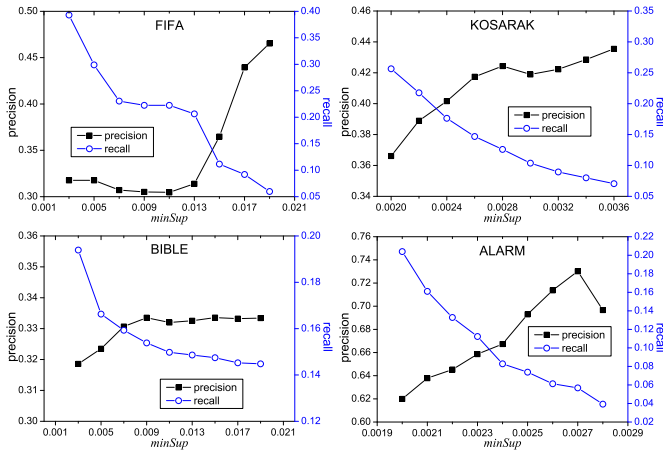 FIFA
0.50
0.45
0.40
0.35
0.30
precision
0.40
0.35
0.30
0.25
0.20
0.15
0.10
0.05
recall
precision
recall
0.001 0.005 0.009 0.013 0.017 0.021
minSup
KOSARAK
0.46
0.44
0.42
0.40
0.38
0.36
0.34
precision
0.35
0.30
0.25
0.20
0.15
0.10
0.05
recall
precision
recall
0.0020 0.0024 0.0028 0.0032 0.0036
minSup
BIBLE
0.36
0.35
0.34
0.33
0.32
0.31
0.30
precision
0.20
0.18
0.16
0.14
0.12
recall
precision
recall
0.001 0.005 0.009 0.013 0.017 0.021
minSup
ALARM
0.76
0.74
0.72
0.70
0.68
0.66
0.64
0.62
0.60
precision
0.22
0.20
0.18
0.16
0.14
0.12
0.10
0.08
0.06
0.04
0.02
recall
precision
recall
0.0019 0.0021 0.0023 0.0025 0.0027 0.0029
minSup